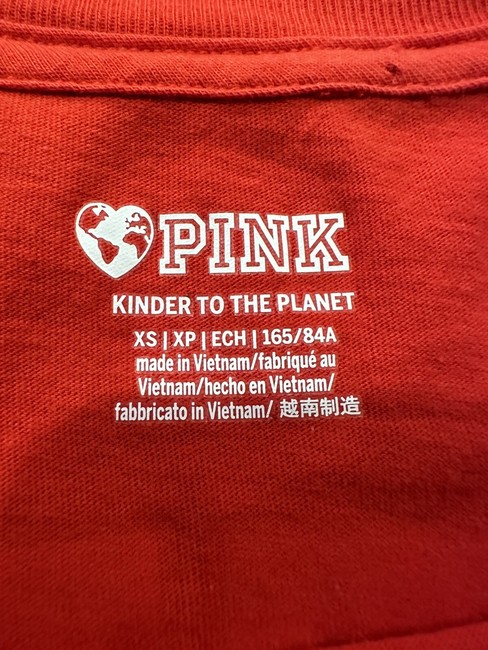 PINK
KINDER TO THE PLANET
XS | XP | ECH | 165/84A
made in Vietnam/fabriqué au
Vietnam/hecho en Vietnam/
fabbricato in Vietnam/ 越南制造